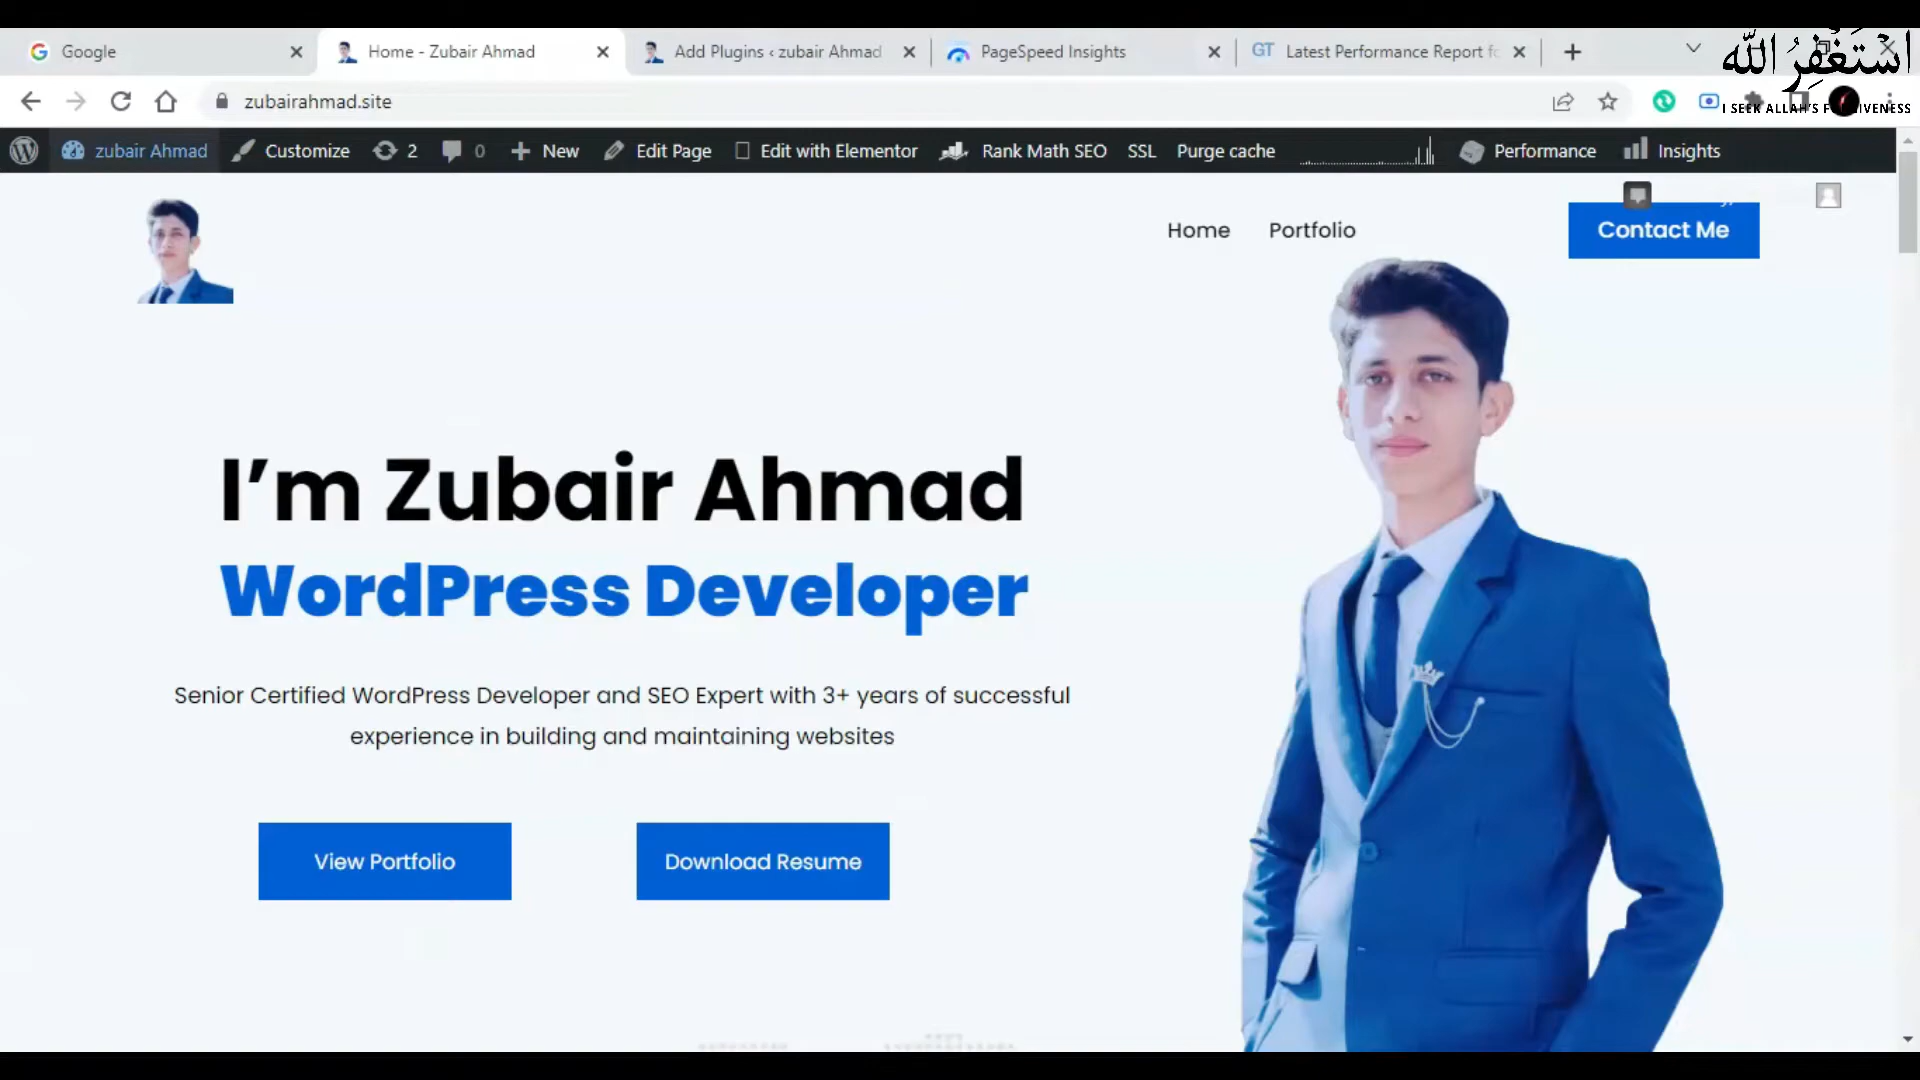 Google
Home - Zubair Ahmad
Add Plugins ‹ zubair Ahmad
PageSpeed Insights
GT
Latest Performance Report fo
اَسْتَغْفِرُ اللّٰه
I SEEK ALLAH'S F
IVENESS
zubairahmad.site
zubair Ahmad
Customize
2
0
New
Edit Page
Edit with Elementor
Rank Math SEO
SSL
Purge cache
Performance
Insights
Home
Portfolio
Contact Me
I’m Zubair Ahmad
WordPress Developer
Senior Certified WordPress Developer and SEO Expert with 3+ years of successful
experience in building and maintaining websites
View Portfolio
Download Resume